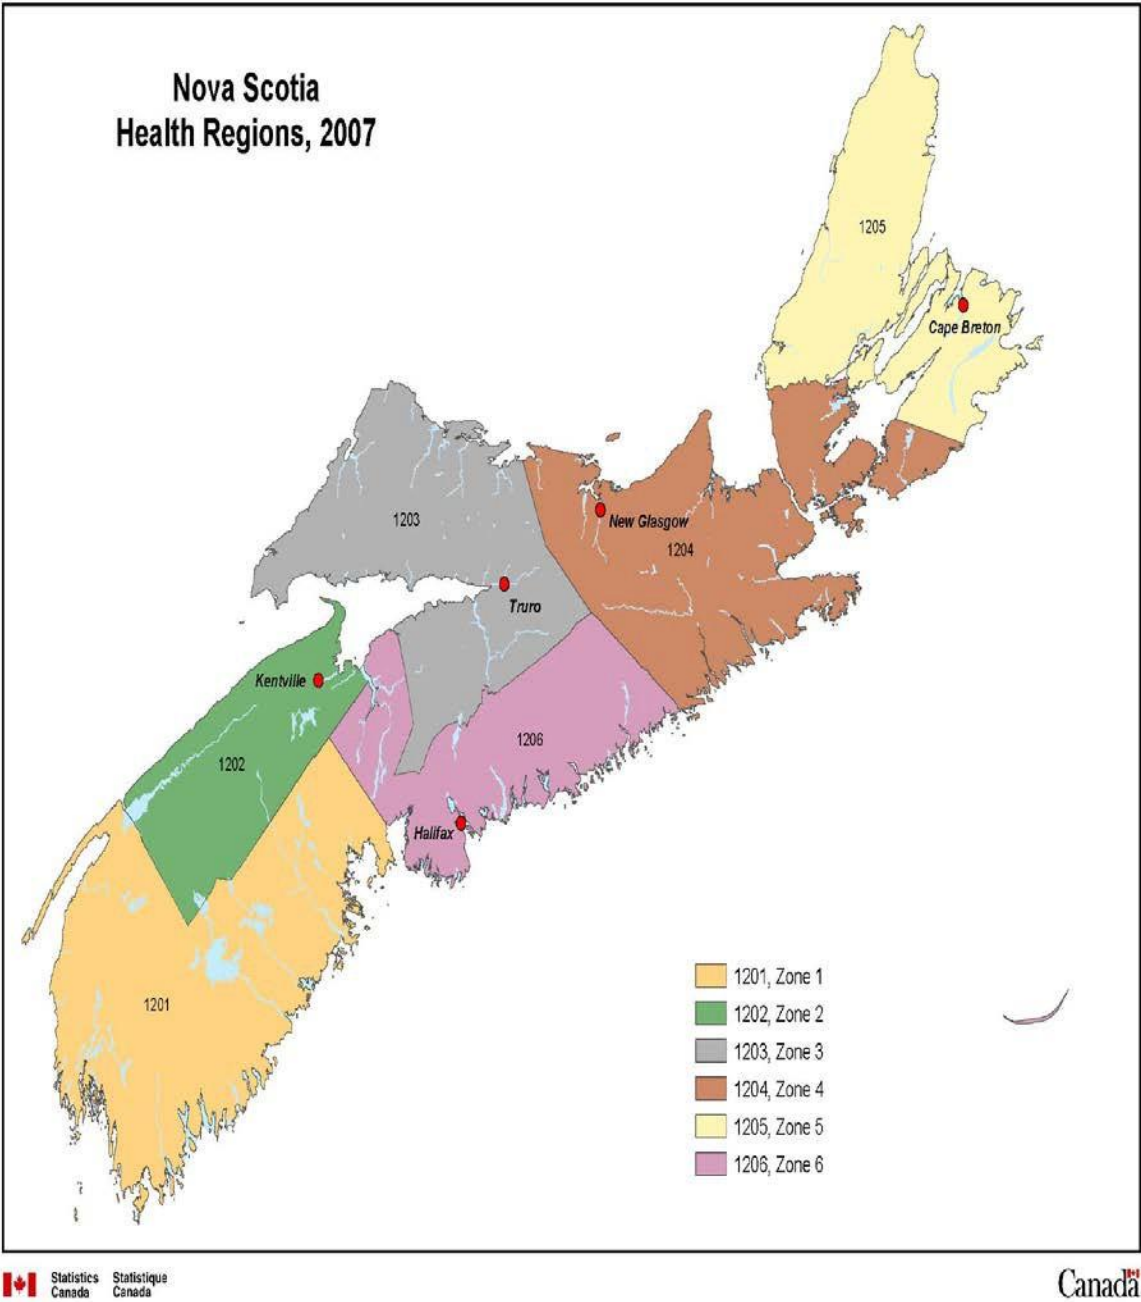 Nova Scotia
Health Regions, 2007
1205
Cape Breton
1203
New Glasgow
1204
Truro
Kentville
1206
1202
Halifax
1201
1201, Zone 1
1202, Zone 2
1203, Zone 3
1204, Zone 4
1205, Zone 5
1206, Zone 6
Statistics Statistique
Canada Canada
Canada